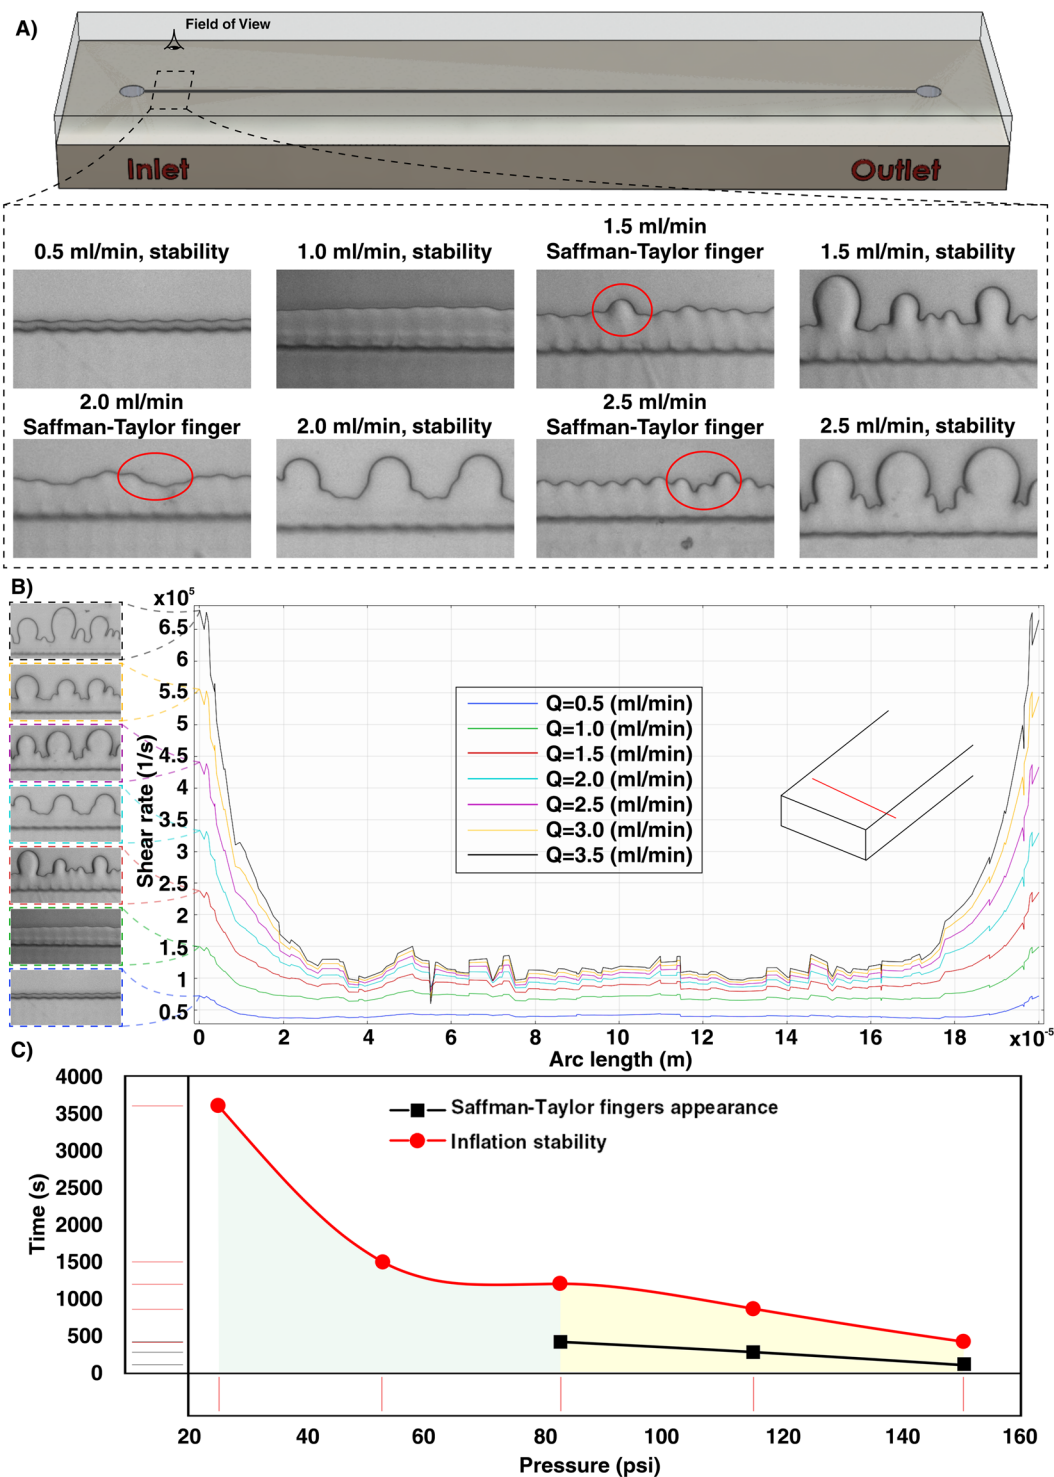 A)
Field of View
Inlet
Outlet
0.5 ml/min, stability
1.0 ml/min, stability
1.5 ml/min
Saffman-Taylor finger
1.5 ml/min, stability
2.0 ml/min
Saffman-Taylor finger
2.0 ml/min, stability
2.5 ml/min
Saffman-Taylor finger
2.5 ml/min, stability
B)
x10⁵
6.5
6
5.5
5
4.5
4
3.5
3
2.5
2
1.5
1
0.5
Shear rate (1/s)
Q=0.5 (ml/min)
Q=1.0 (ml/min)
Q=1.5 (ml/min)
Q=2.0 (ml/min)
Q=2.5 (ml/min)
Q=3.0 (ml/min)
Q=3.5 (ml/min)
0 2 4 6 8 10 12 14 16 18 x10⁻⁵
Arc length (m)
C)
4000
3500
3000
2500
2000
1500
1000
500
0
Time (s)
Saffman-Taylor fingers appearance
Inflation stability
20 40 60 80 100 120 140 160
Pressure (psi)